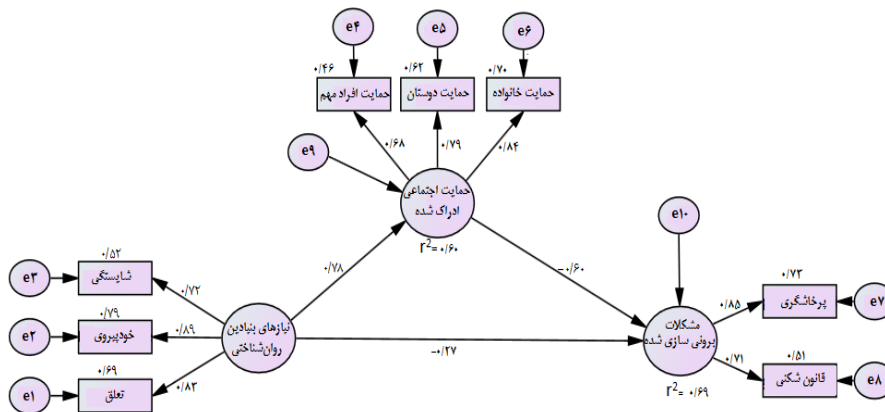 e۴
e۵
e۶
۰/۴۶
۰/۶۲
۰/۷۰
حمایت افراد مهم
حمایت دوستان
حمایت خانواده
۰/۶۸
۰/۷۹
۰/۸۴
e۹
حمایت اجتماعی
ادراک شده
r²= ۰/۶۰
e۱۰
۰/۷۸
-۰/۶۰
e۳
۰/۵۲
شایستگی
۰/۷۲
e۲
۰/۷۹
خودپیروی
۰/۸۹
e۱
۰/۶۹
تعلق
۰/۸۳
نیازهای بنیادین
روان‌شناختی
-۰/۲۷
مشکلات
برونی سازی شده
r²= ۰/۶۹
۰/۸۵
۰/۷۳
پرخاشگری
e۷
۰/۷۱
۰/۵۱
قانون شکنی
e۸